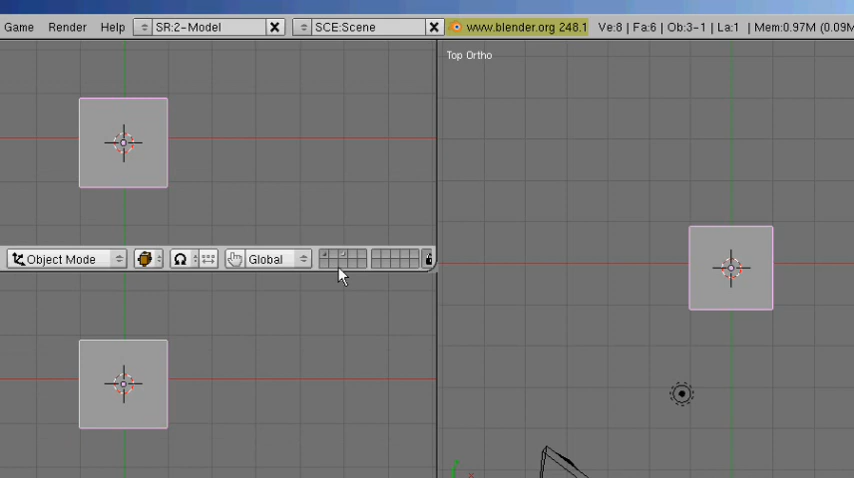 Game Render Help SR:2-Model SCE:Scene www.blender.org 248.1 Ve:8 | Fa:6 | Ob:3-1 | La:1 | Mem:0.97M (0.09M
Top Ortho
Object Mode Global